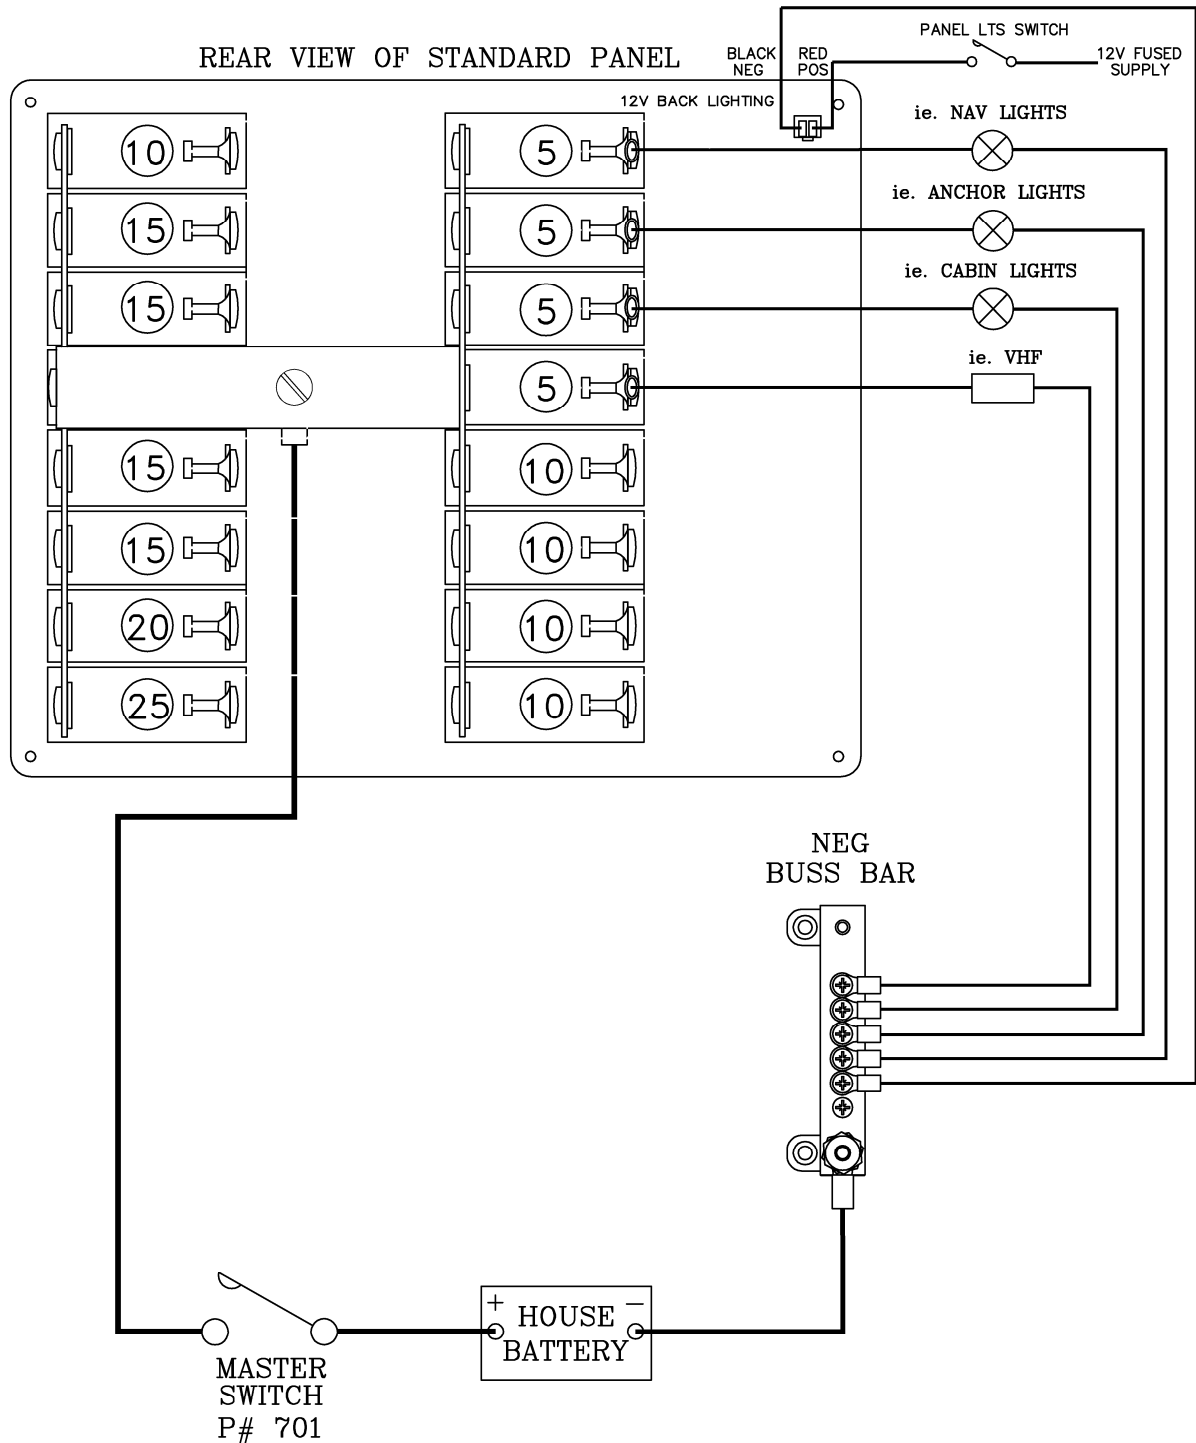 PANEL LTS SWITCH
REAR VIEW OF STANDARD PANEL
BLACK
NEG
RED
POS
12V FUSED
SUPPLY
12V BACK LIGHTING
ie. NAV LIGHTS
10
5
ie. ANCHOR LIGHTS
15
5
ie. CABIN LIGHTS
15
5
ie. VHF
5
15
10
15
10
20
10
25
10
NEG
BUSS BAR
+
−
HOUSE
BATTERY
MASTER
SWITCH
P# 701